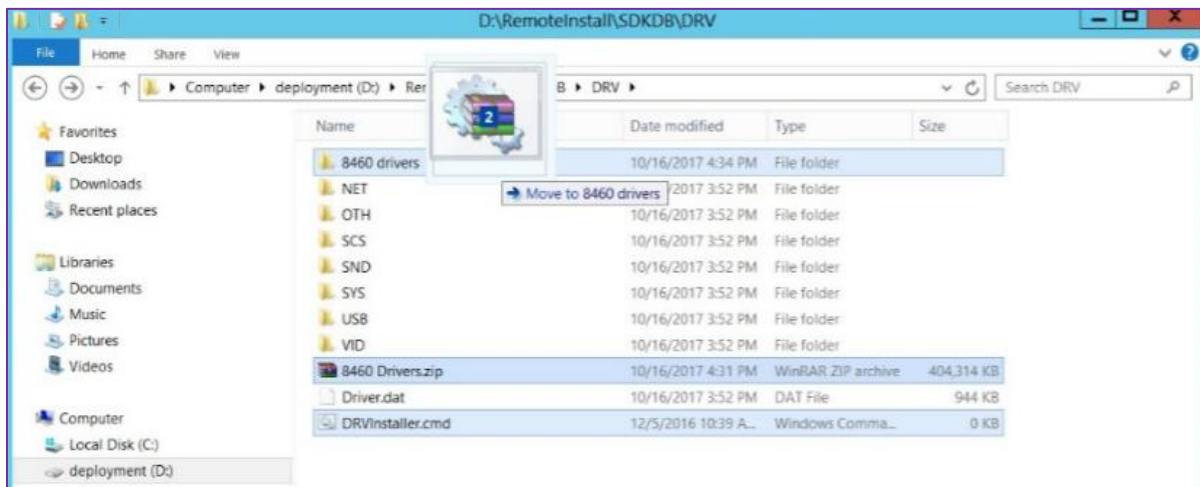 D:\RemoteInstall\SDKDB\DRV
File Home Share View
Computer deployment (D:) Rer B DRV Search DRV
Favorites
Desktop
Downloads
Recent places
Libraries
Documents
Music
Pictures
Videos
Computer
Local Disk (C:)
deployment (D:)
Name Date modified Type Size
8460 drivers 10/16/2017 4:34 PM File folder
NET /2017 3:52 PM File folder
2
Move to 8460 drivers
OTH 10/16/2017 3:52 PM File folder
SCS 10/16/2017 3:52 PM File folder
SND 10/16/2017 3:52 PM File folder
SYS 10/16/2017 3:52 PM File folder
USB 10/16/2017 3:52 PM File folder
VID 10/16/2017 3:52 PM File folder
8460 Drivers.zip 10/16/2017 4:31 PM WinRAR ZIP archive 404,314 KB
Driver.dat 10/16/2017 3:52 PM DAT File 944 KB
DRVInstaller.cmd 12/5/2016 10:39 A... Windows Comma... 0 KB